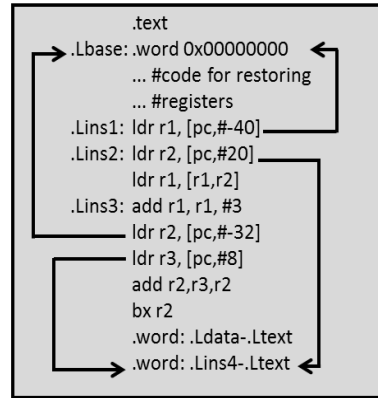 .text
.Lbase: .word 0x00000000
... #code for restoring
... #registers
.Lins1: ldr r1, [pc,#-40]
.Lins2: ldr r2, [pc,#20]
ldr r1, [r1,r2]
.Lins3: add r1, r1, #3
ldr r2, [pc,#-32]
ldr r3, [pc,#8]
add r2,r3,r2
bx r2
.word: .Ldata-.Ltext
.word: .Lins4-.Ltext